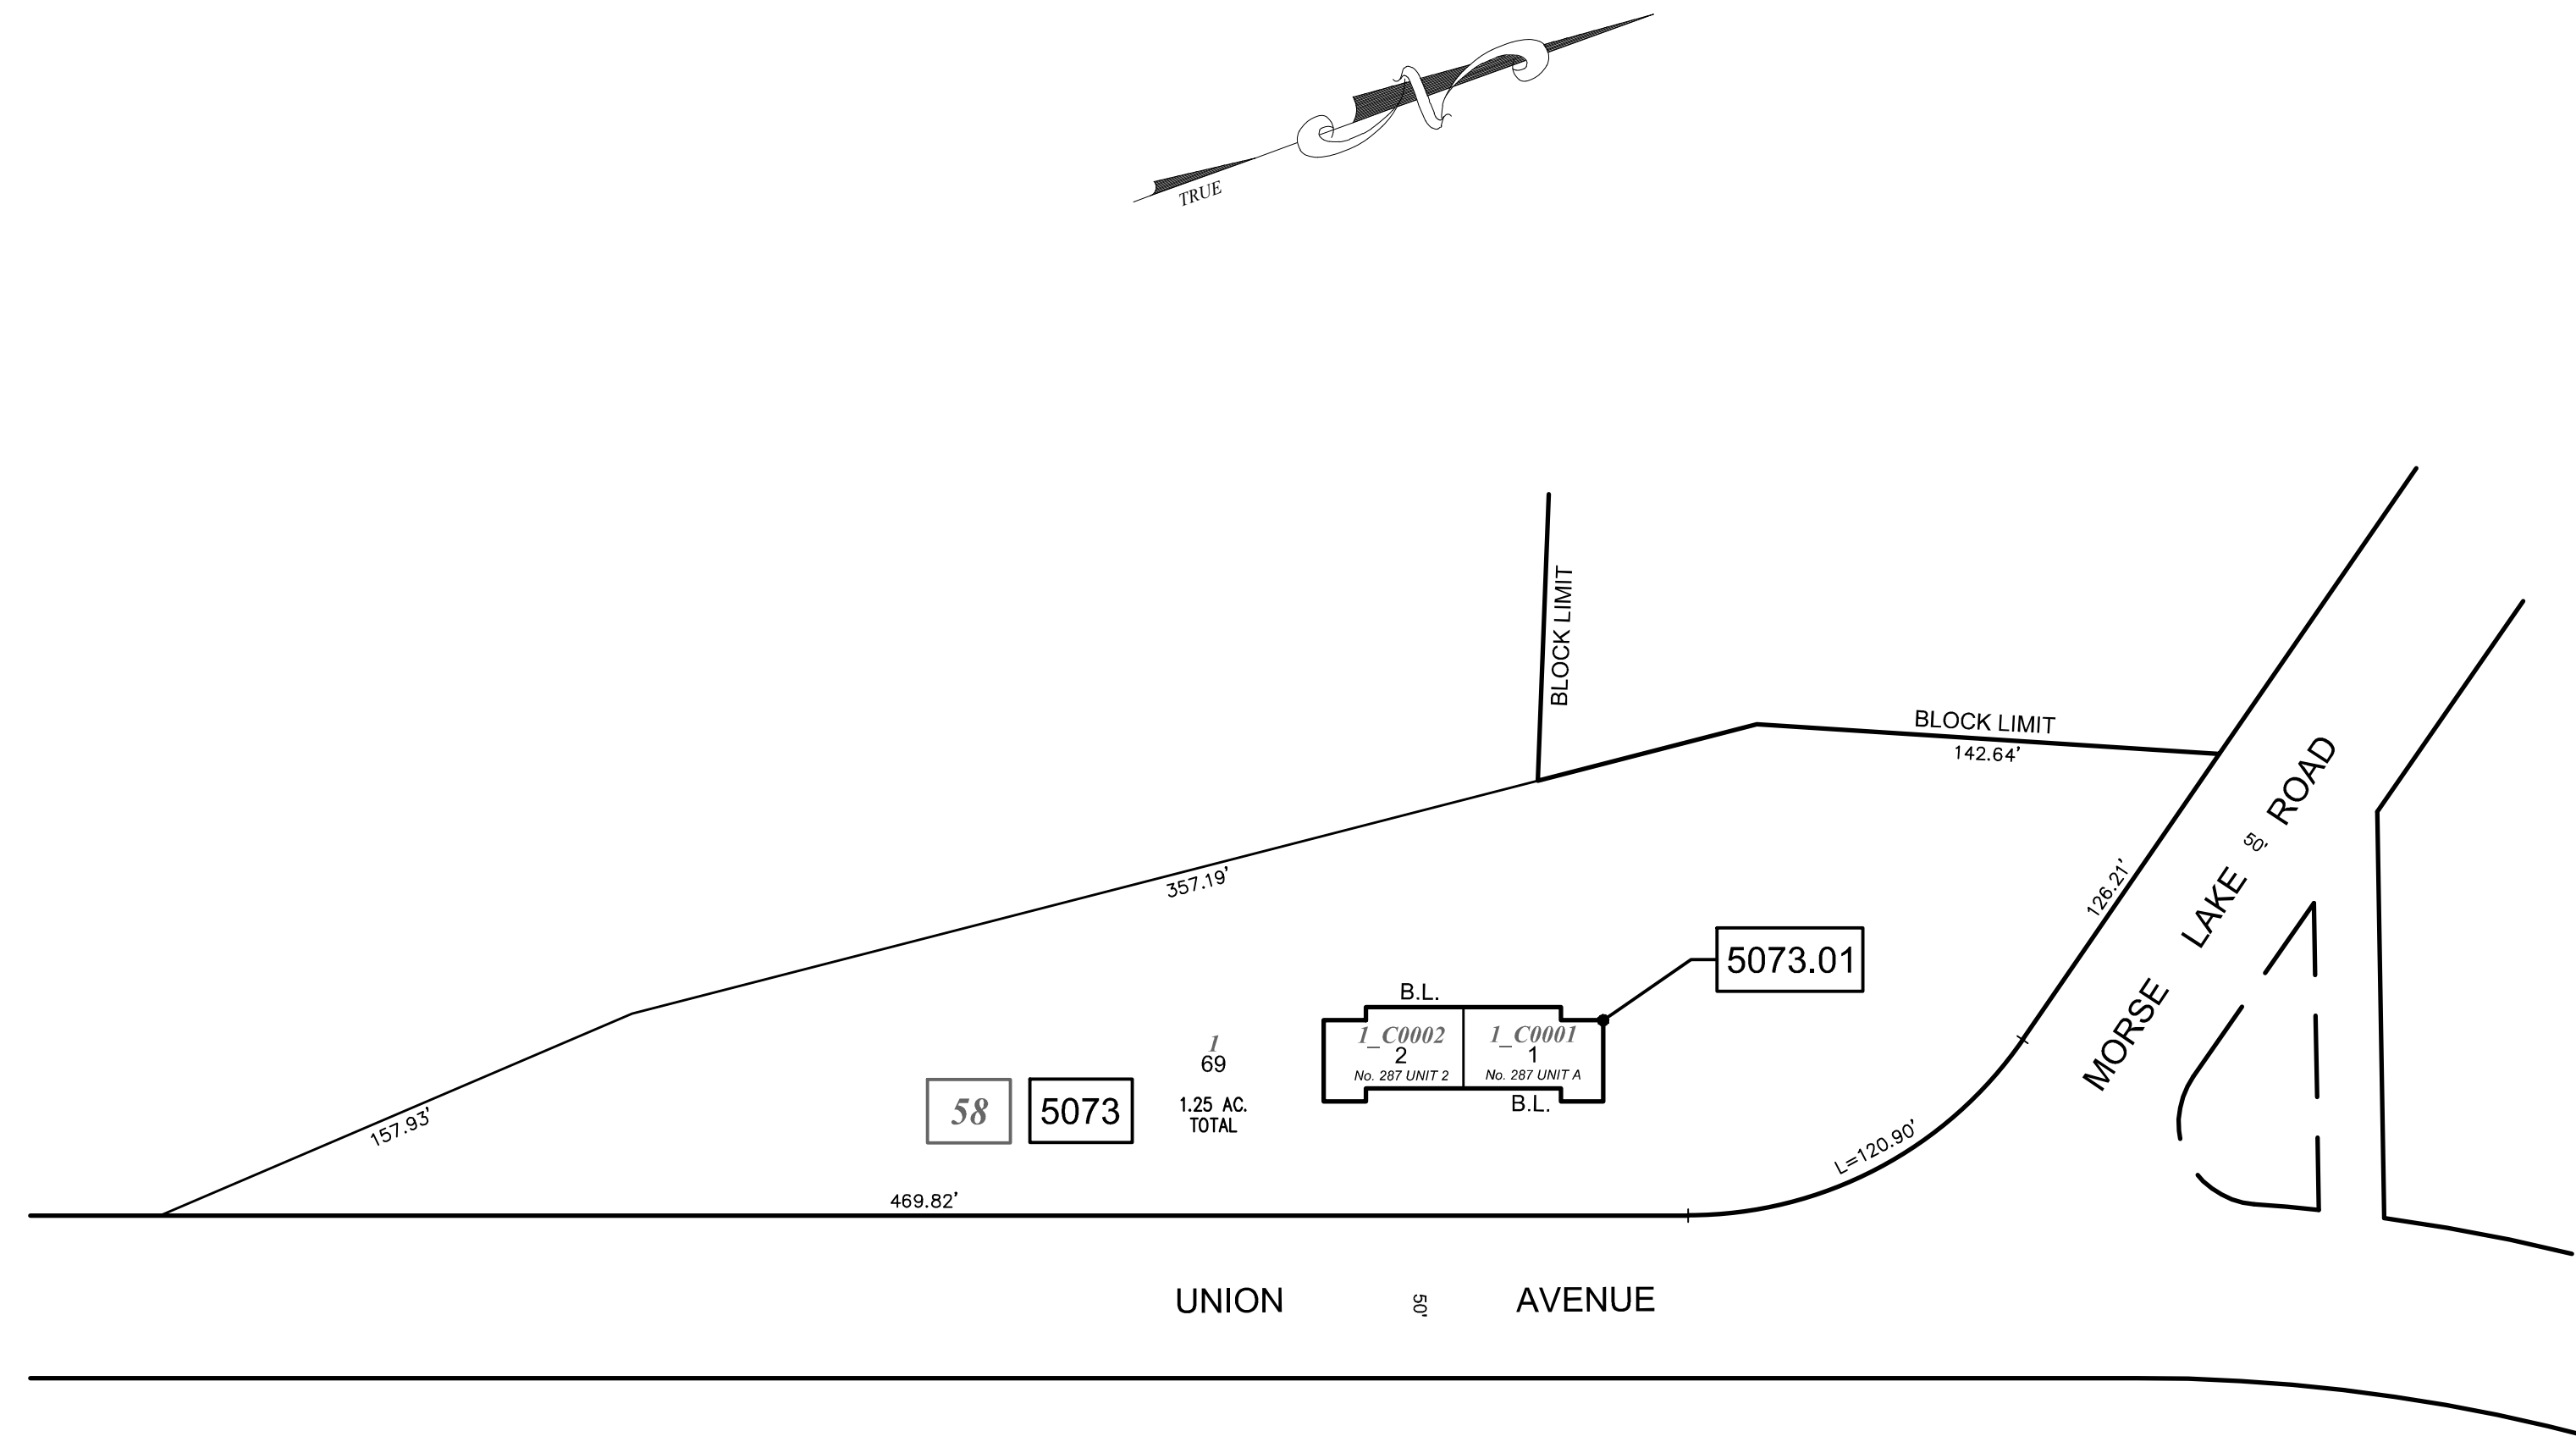 N
TRUE
BLOCK LIMIT
BLOCK LIMIT
142.64'
357.19'
126.21'
MORSE LAKE 50' ROAD
5073.01
B.L.
1_C0002
2
No. 287 UNIT 2
1_C0001
1
No. 287 UNIT A
B.L.
1
69
1.25 AC.
TOTAL
58
5073
157.93'
L=120.90'
469.82'
UNION 50' AVENUE